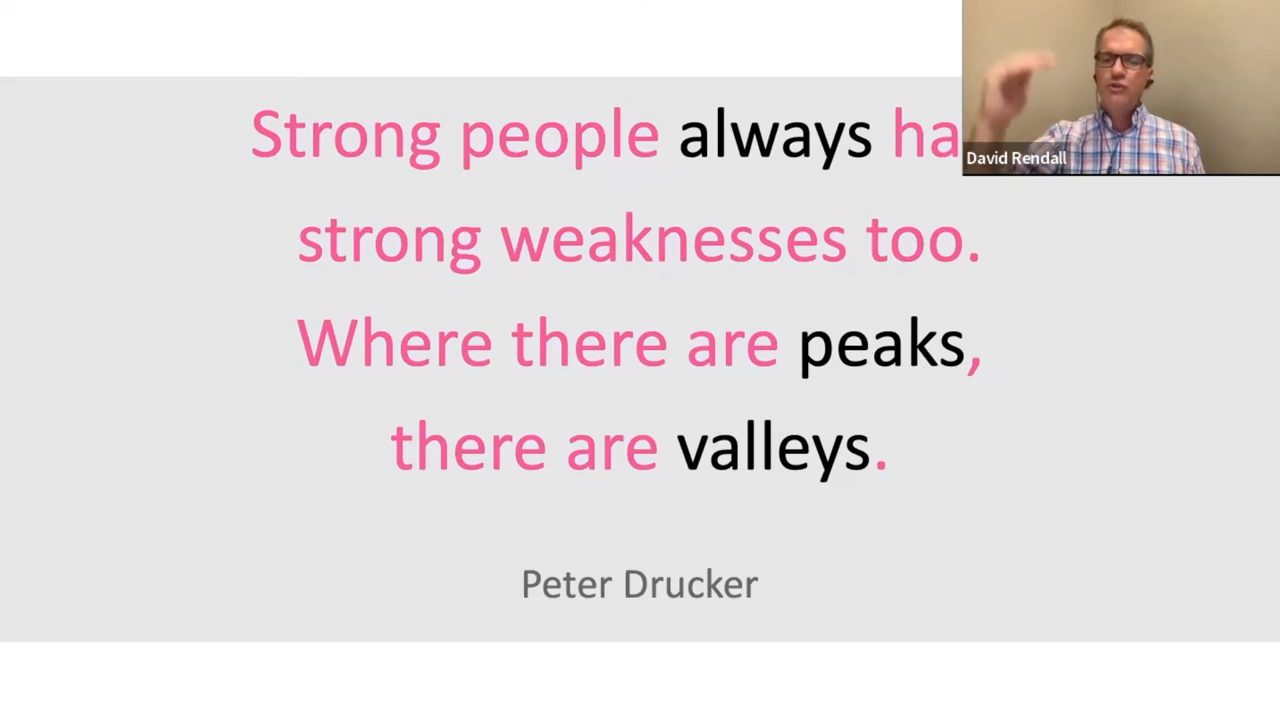 Strong people always ha
strong weaknesses too.
Where there are peaks,
there are valleys.
Peter Drucker
David Rendall